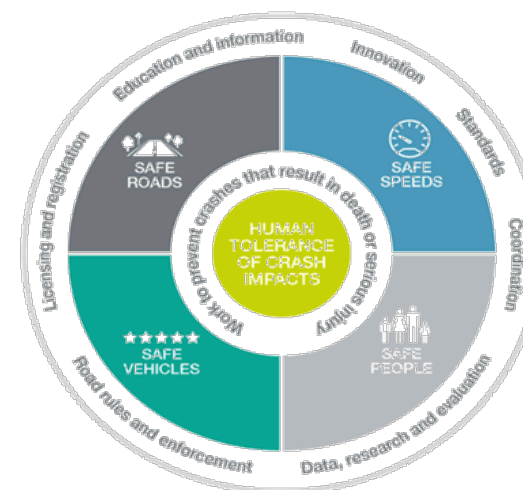 Education and information
Innovation
Standards
Coordination
Data, research and evaluation
Road rules and enforcement
Licensing and registration
SAFE
ROADS
SAFE
SPEEDS
SAFE
PEOPLE
SAFE
VEHICLES
Work to prevent crashes that result in death or serious injury
HUMAN
TOLERANCE
OF CRASH
IMPACTS